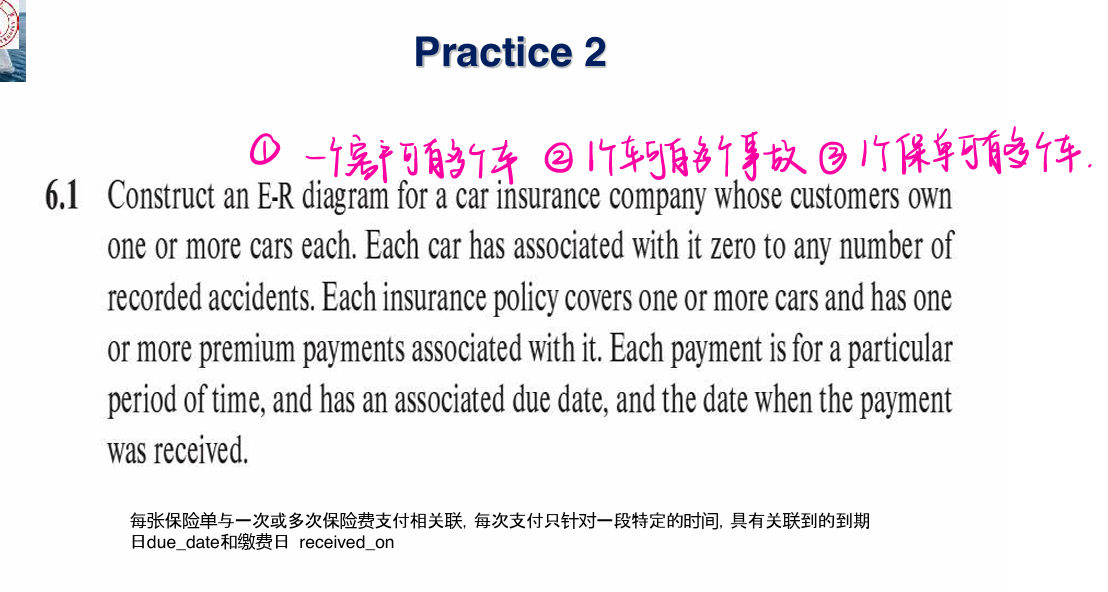 Practice 2
① 一个客户可有多个车 ② 1个车可有多个事故 ③ 1个保单可有多个车.
6.1 Construct an E-R diagram for a car insurance company whose customers own
one or more cars each. Each car has associated with it zero to any number of
recorded accidents. Each insurance policy covers one or more cars and has one
or more premium payments associated with it. Each payment is for a particular
period of time, and has an associated due date, and the date when the payment
was received.
每张保险单与一次或多次保险费支付相关联, 每次支付只针对一段特定的时间, 具有关联到的到期
日due_date和缴费日 received_on